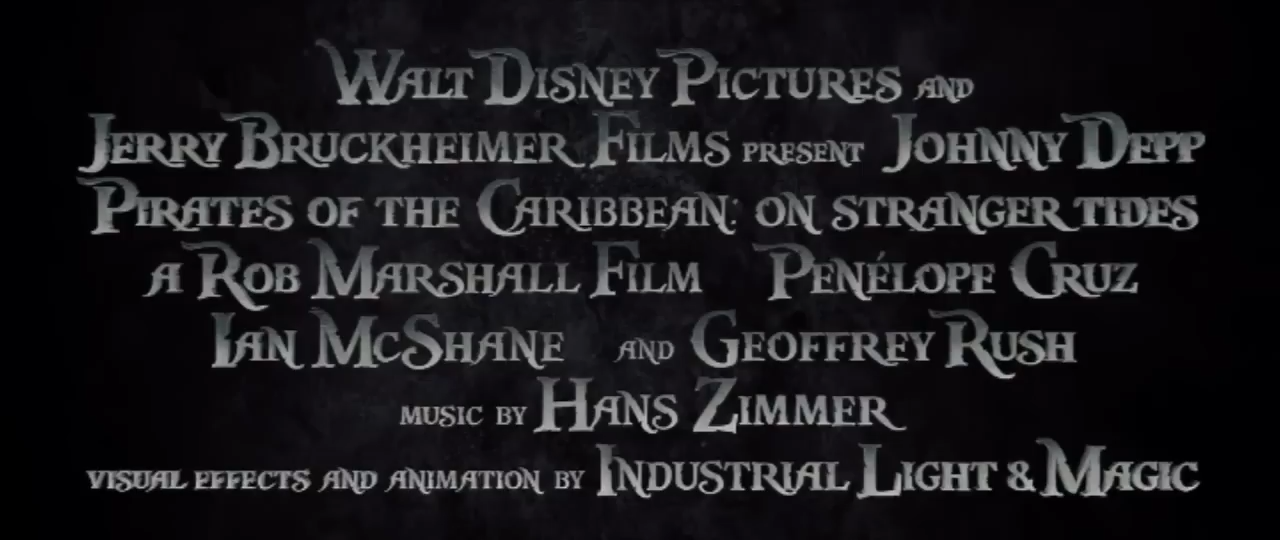 Walt Disney Pictures and
Jerry Bruckheimer Films present Johnny Depp
Pirates of the Caribbean: on stranger tides
a Rob Marshall Film Penélope Cruz
Ian McShane and Geoffrey Rush
music by Hans Zimmer
visual effects and animation by Industrial Light & Magic